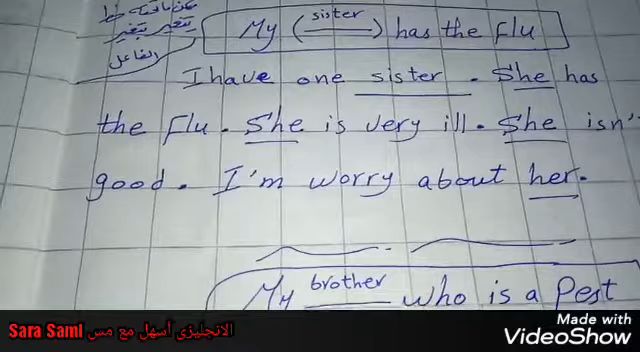 يتغير بتغير
الفاعل
My (sister) has the flu
I have one sister. She has
the flu. She is very ill. She isn'
good. I'm worry about her.
My brother who is a Pest
Sara Sami الانجليزي أسهل مع مس
Made with
VideoShow